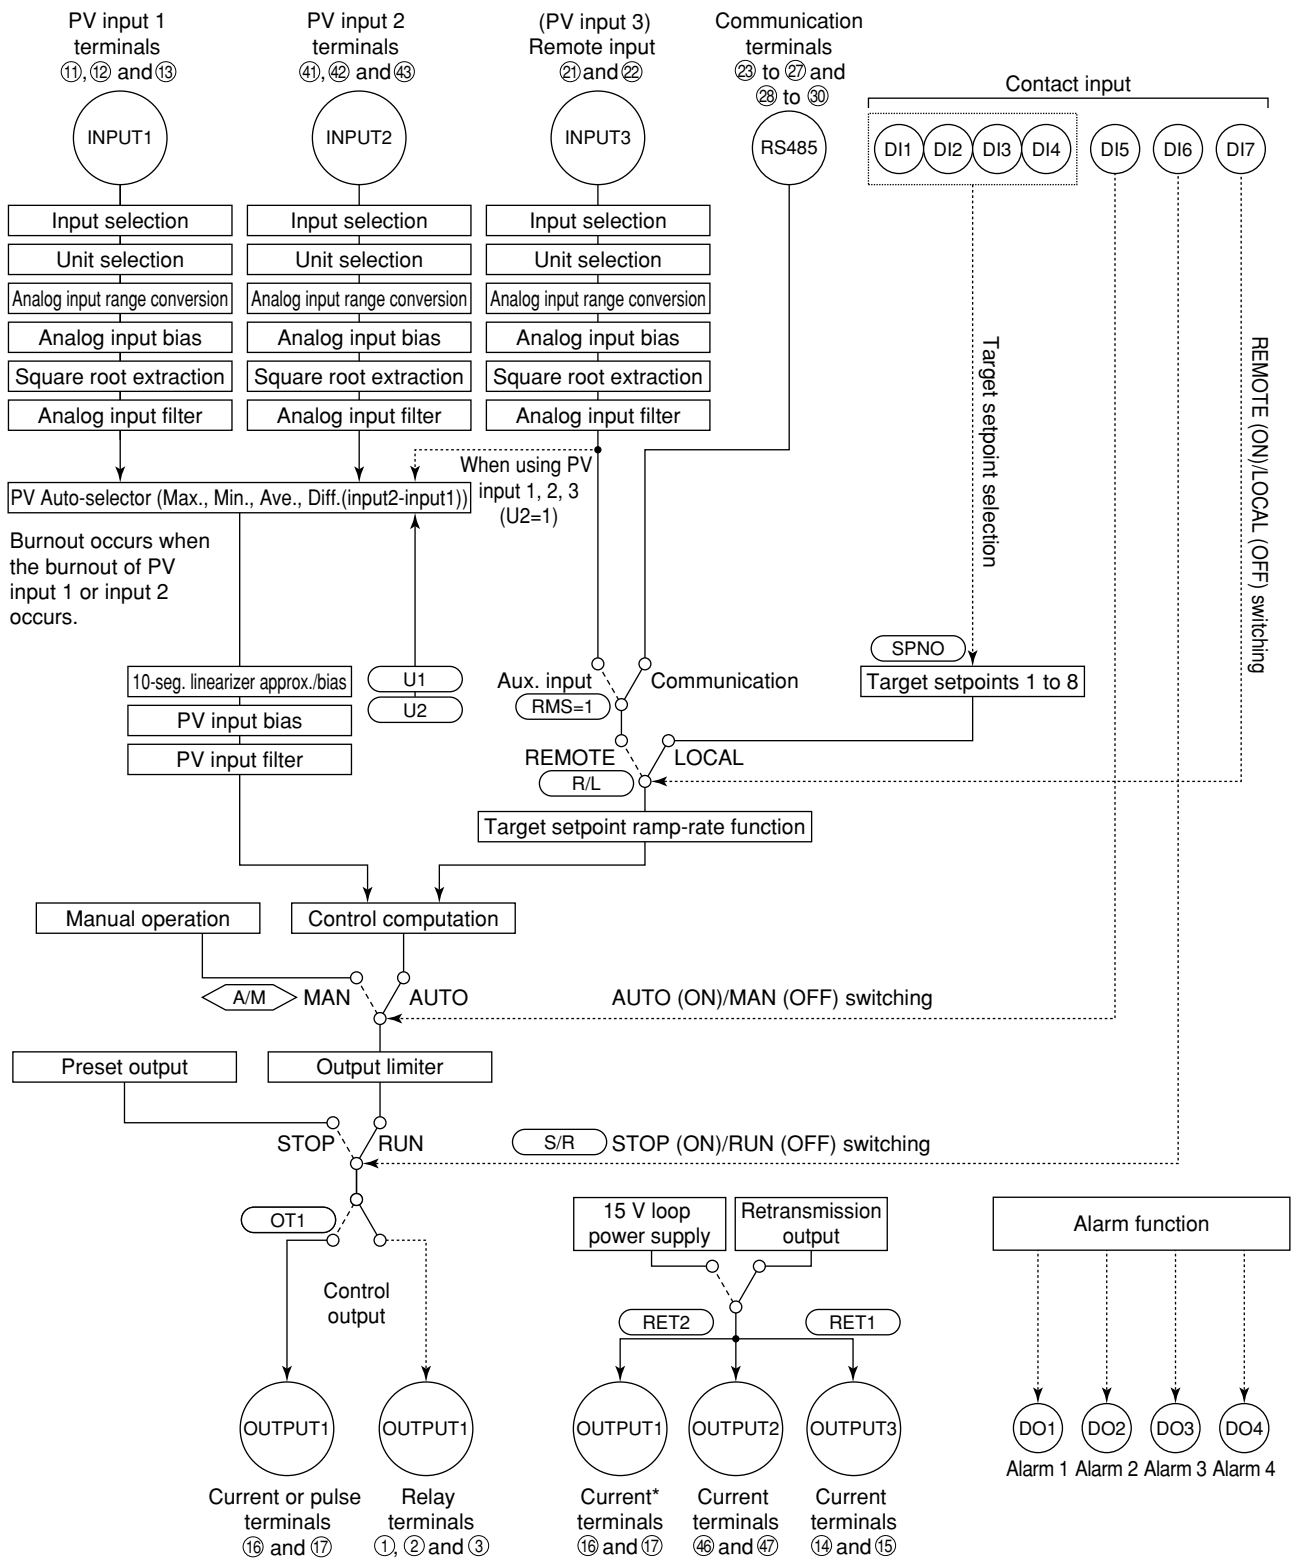 PV input 1
terminals
⑪, ⑫ and ⑬
INPUT1
PV input 2
terminals
㊶, ㊷ and ㊸
INPUT2
(PV input 3)
Remote input
㉑ and ㉒
INPUT3
Communication
terminals
㉓ to ㉗ and
㉘ to ㉚
RS485
Contact input
DI1
DI2
DI3
DI4
DI5
DI6
DI7
Input selection
Unit selection
Analog input range conversion
Analog input bias
Square root extraction
Analog input filter
Input selection
Unit selection
Analog input range conversion
Analog input bias
Square root extraction
Analog input filter
Input selection
Unit selection
Analog input range conversion
Analog input bias
Square root extraction
Analog input filter
Target setpoint selection
REMOTE (ON)/LOCAL (OFF) switching
PV Auto-selector (Max., Min., Ave., Diff.(input2-input1))
When using PV
input 1, 2, 3
(U2=1)
Burnout occurs when
the burnout of PV
input 1 or input 2
occurs.
10-seg. linearizer approx./bias
PV input bias
PV input filter
U1
U2
Aux. input
Communication
RMS=1
SPNO
Target setpoints 1 to 8
REMOTE
LOCAL
R/L
Target setpoint ramp-rate function
Manual operation
Control computation
A/M
MAN
AUTO
AUTO (ON)/MAN (OFF) switching
Preset output
Output limiter
STOP
RUN
S/R
STOP (ON)/RUN (OFF) switching
OT1
Control
output
15 V loop
power supply
Retransmission
output
RET2
RET1
Alarm function
OUTPUT1
Current or pulse
terminals
⑯ and ⑰
OUTPUT1
Relay
terminals
①, ② and ③
OUTPUT1
Current*
terminals
⑯ and ⑰
OUTPUT2
Current
terminals
㊻ and ㊼
OUTPUT3
Current
terminals
⑭ and ⑮
DO1
DO2
DO3
DO4
Alarm 1
Alarm 2
Alarm 3
Alarm 4